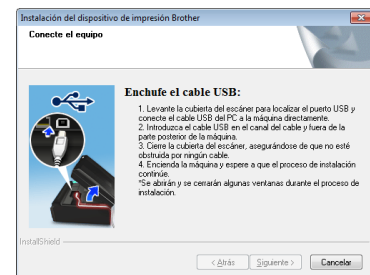 Instalación del dispositivo de impresión Brother
Conecte el equipo
Enchufe el cable USB:
1. Levante la cubierta del escáner para localizar el puerto USB y
conecte el cable USB del PC a la máquina directamente.
2. Introduzca el cable USB en el canal del cable y fuera de la
parte posterior de la máquina.
3. Cierre la cubierta del escáner, asegurándose de que no esté
obstruida por ningún cable.
4. Encienda la máquina y espere a que el proceso de instalación
continúe.
*Se abrirán y se cerrarán algunas ventanas durante el proceso de
instalación.
InstallShield
< Atrás
Siguiente >
Cancelar